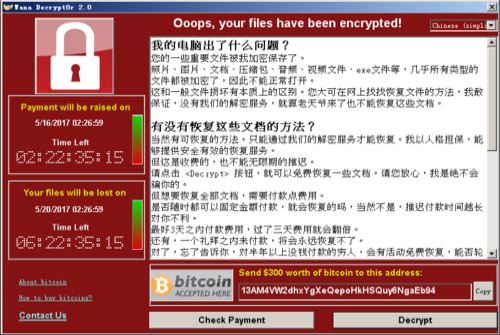 Wana Decrypt0r 2.0
Ooops, your files have been encrypted!
Chinese (simpli
Payment will be raised on
5/16/2017 02:26:59
Time Left
02:22:35:15
Your files will be lost on
5/20/2017 02:26:59
Time Left
06:22:35:15
About bitcoin
How to buy bitcoins?
Contact Us
我的电脑出了什么问题？
您的一些重要文件被我加密保存了。
照片、图片、文档、压缩包、音频、视频文件、exe文件等，几乎所有类型的
文件都被加密了，因此不能正常打开。
这和一般文件损坏有本质上的区别。您大可在网上找找恢复文件的方法，我敢
保证，没有我们的解密服务，就算老天爷来了也不能恢复这些文档。
有没有恢复这些文档的方法？
当然有可恢复的方法。只能通过我们的解密服务才能恢复。我以人格担保，能
够提供安全有效的恢复服务。
但这是收费的，也不能无限期的推迟。
请点击 <Decrypt> 按钮，就可以免费恢复一些文档。请您放心，我是绝不会
骗你的。
但想要恢复全部文档，需要付款点费用。
是否随时都可以固定金额付款，就会恢复的吗，当然不是，推迟付款时间越长
对你不利。
最好3天之内付款费用，过了三天费用就会翻倍。
还有，一个礼拜之内未付款，将会永远恢复不了。
对了，忘了告诉你，对半年以上没钱付款的穷人，会有活动免费恢复，能否轮
bitcoin
ACCEPTED HERE
Send $300 worth of bitcoin to this address:
13AM4VW2dhxYgXeQepoHkHSQuy6NgaEb94
Copy
Check Payment
Decrypt